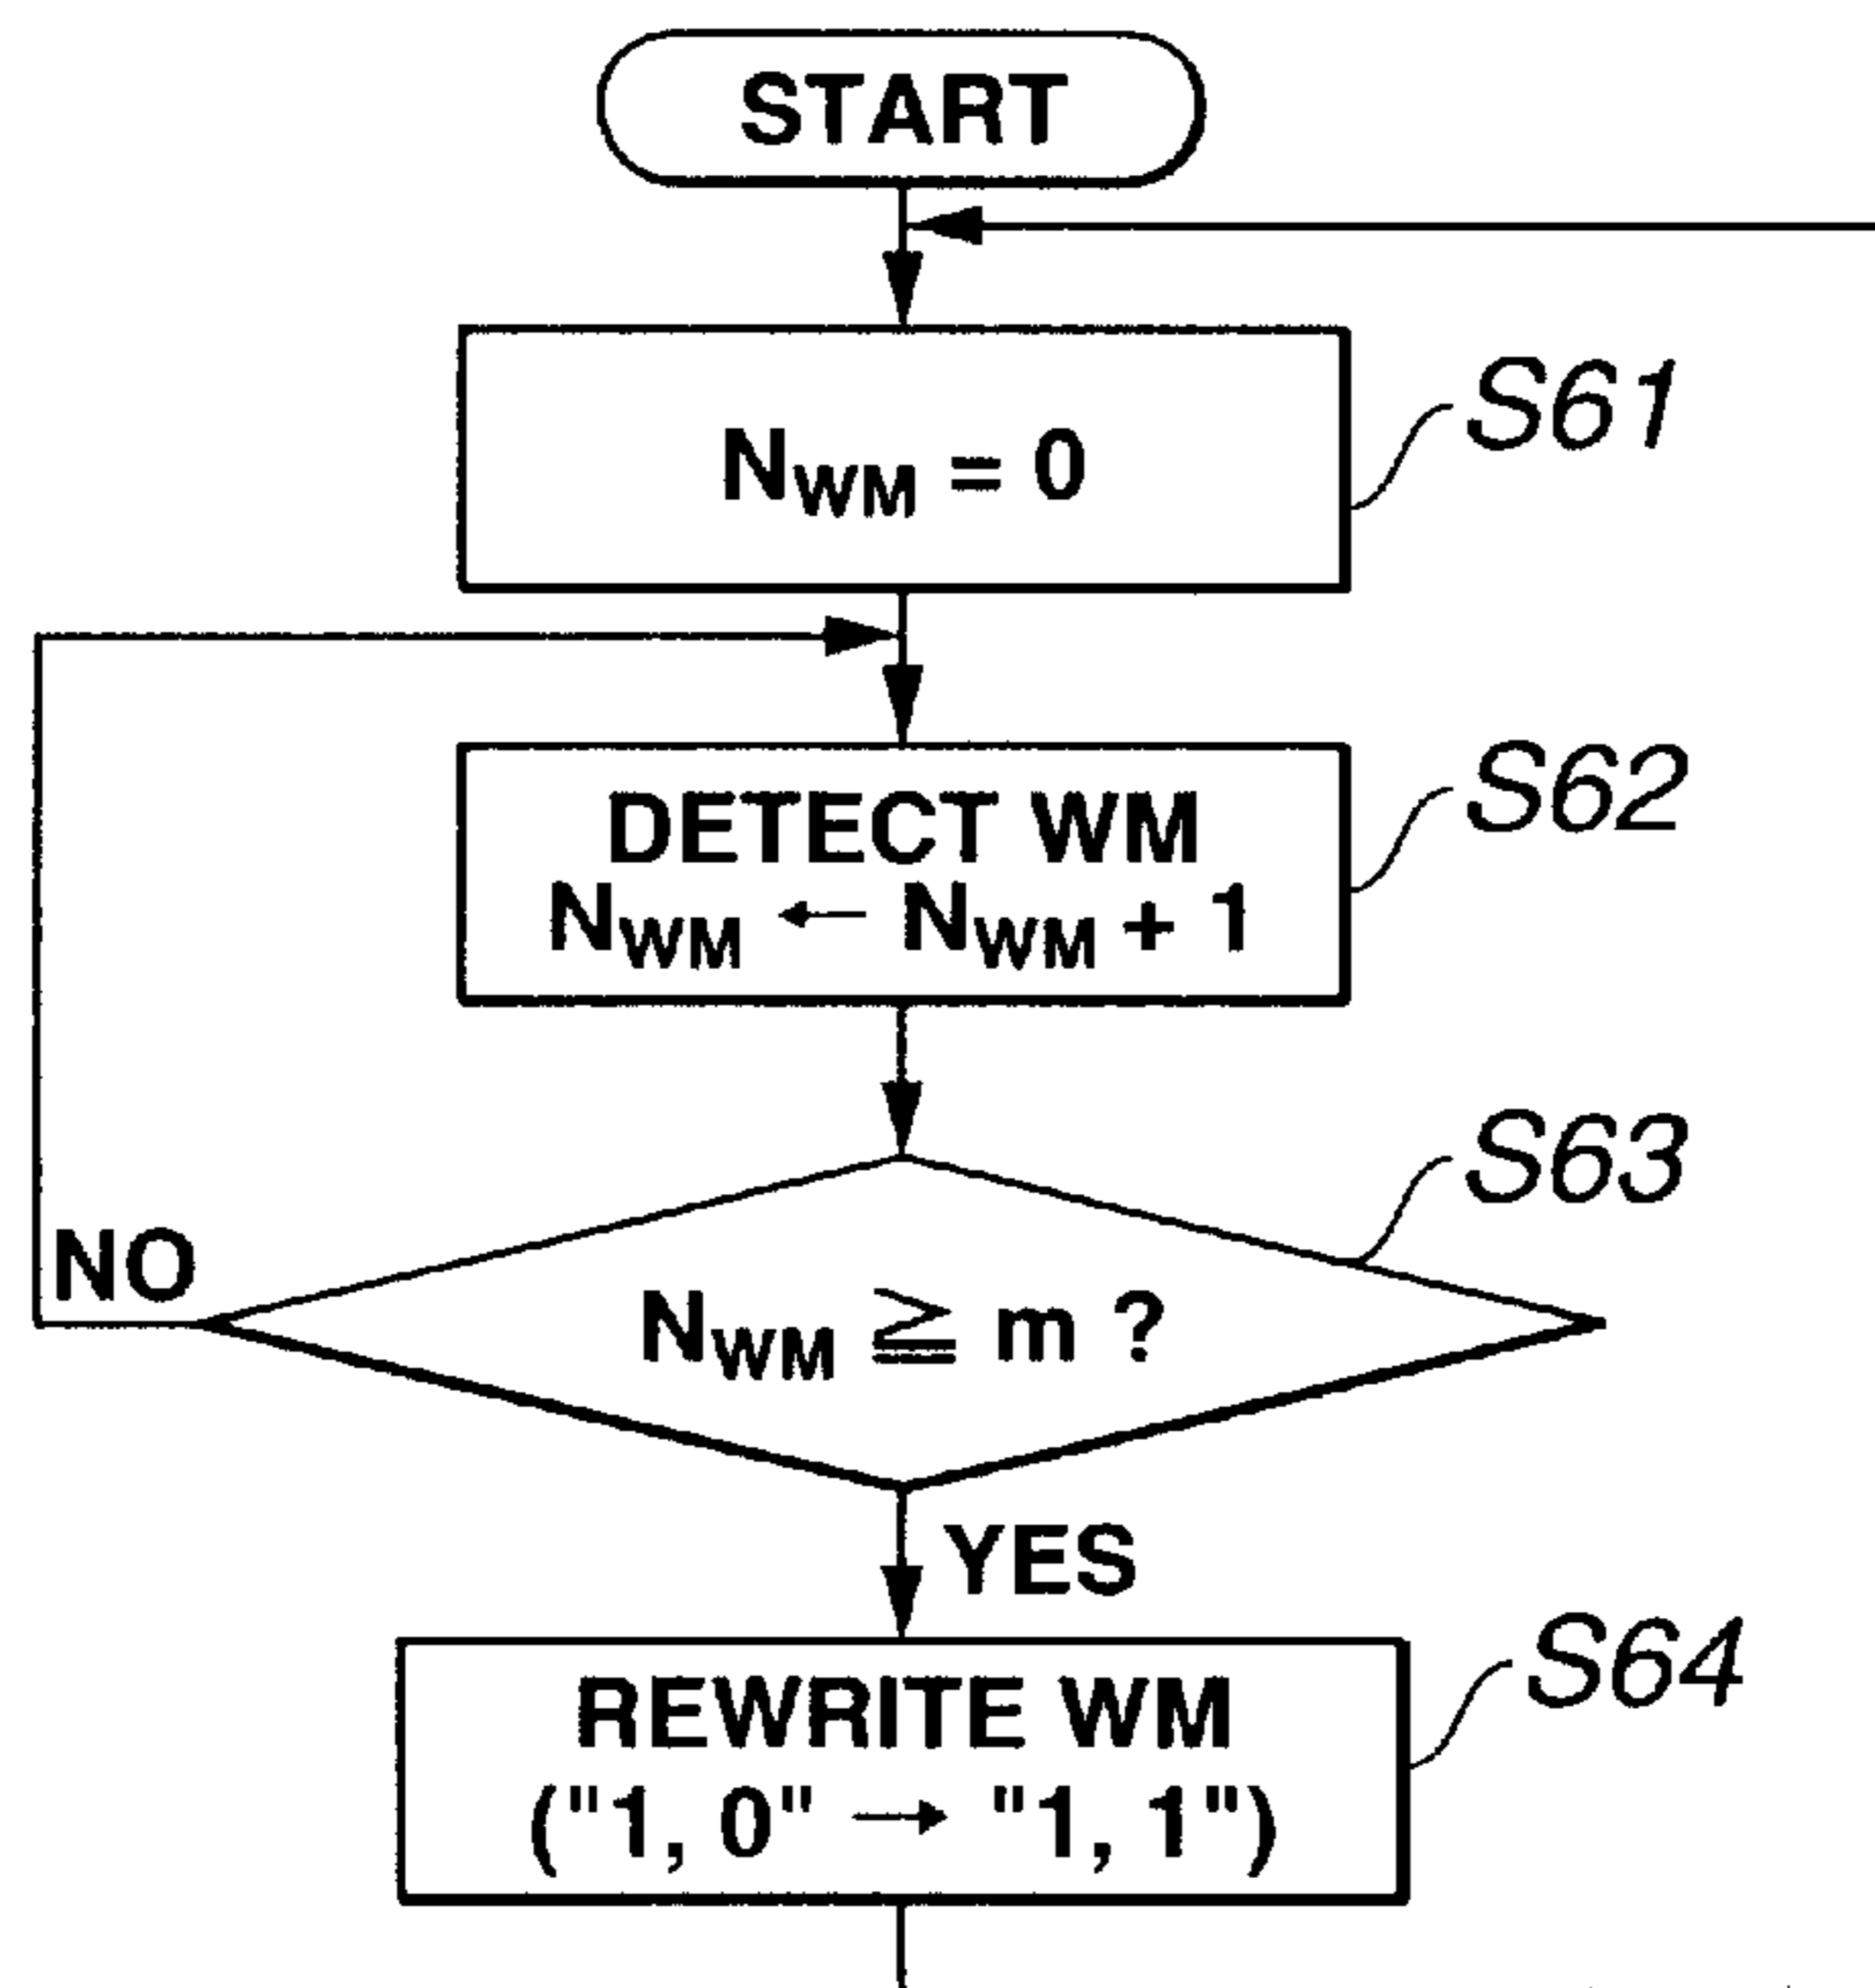 START
N_WM = 0
S61
DETECT WM
N_WM ← N_WM + 1
S62
N_WM ≧ m ?
S63
NO
YES
REWRITE WM
("1, 0" → "1, 1")
S64